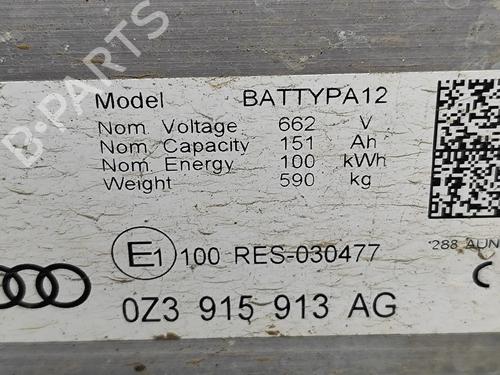 B-PARTS
Model BATTYPA12
Nom. Voltage 662 V
Nom. Capacity 151 Ah
Nom. Energy 100 kWh
Weight 590 kg
E1 100 RES-030477
288 AUN
0Z3 915 913 AG